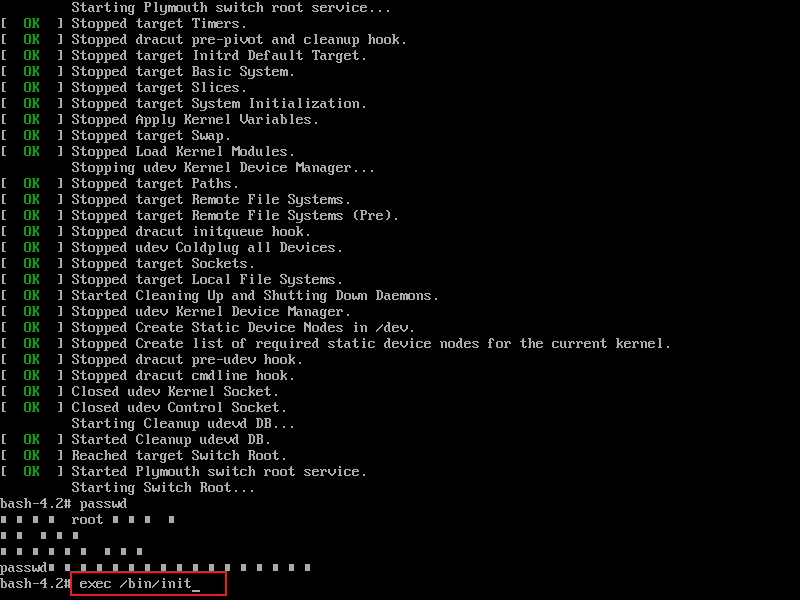 Starting Plymouth switch root service...
[ OK ] Stopped target Timers.
[ OK ] Stopped dracut pre-pivot and cleanup hook.
[ OK ] Stopped target Initrd Default Target.
[ OK ] Stopped target Basic System.
[ OK ] Stopped target Slices.
[ OK ] Stopped target System Initialization.
[ OK ] Stopped Apply Kernel Variables.
[ OK ] Stopped target Swap.
[ OK ] Stopped Load Kernel Modules.
Stopping udev Kernel Device Manager...
[ OK ] Stopped target Paths.
[ OK ] Stopped target Remote File Systems.
[ OK ] Stopped target Remote File Systems (Pre).
[ OK ] Stopped dracut initqueue hook.
[ OK ] Stopped udev Coldplug all Devices.
[ OK ] Stopped target Sockets.
[ OK ] Stopped target Local File Systems.
[ OK ] Started Cleaning Up and Shutting Down Daemons.
[ OK ] Stopped udev Kernel Device Manager.
[ OK ] Stopped Create Static Device Nodes in /dev.
[ OK ] Stopped Create list of required static device nodes for the current kernel.
[ OK ] Stopped dracut pre-udev hook.
[ OK ] Stopped dracut cmdline hook.
[ OK ] Closed udev Kernel Socket.
[ OK ] Closed udev Control Socket.
Starting Cleanup udevd DB...
[ OK ] Started Cleanup udevd DB.
[ OK ] Reached target Switch Root.
[ OK ] Started Plymouth switch root service.
Starting Switch Root...
bash-4.2# passwd
root
passwd
bash-4.2# exec /bin/init_